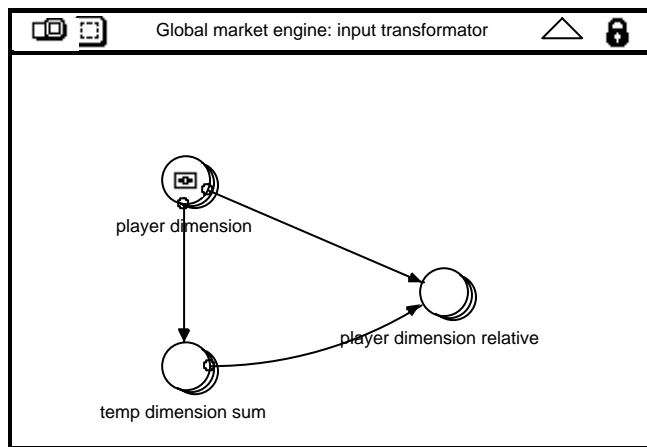 Global market engine: input transformator
player dimension
player dimension relative
temp dimension sum